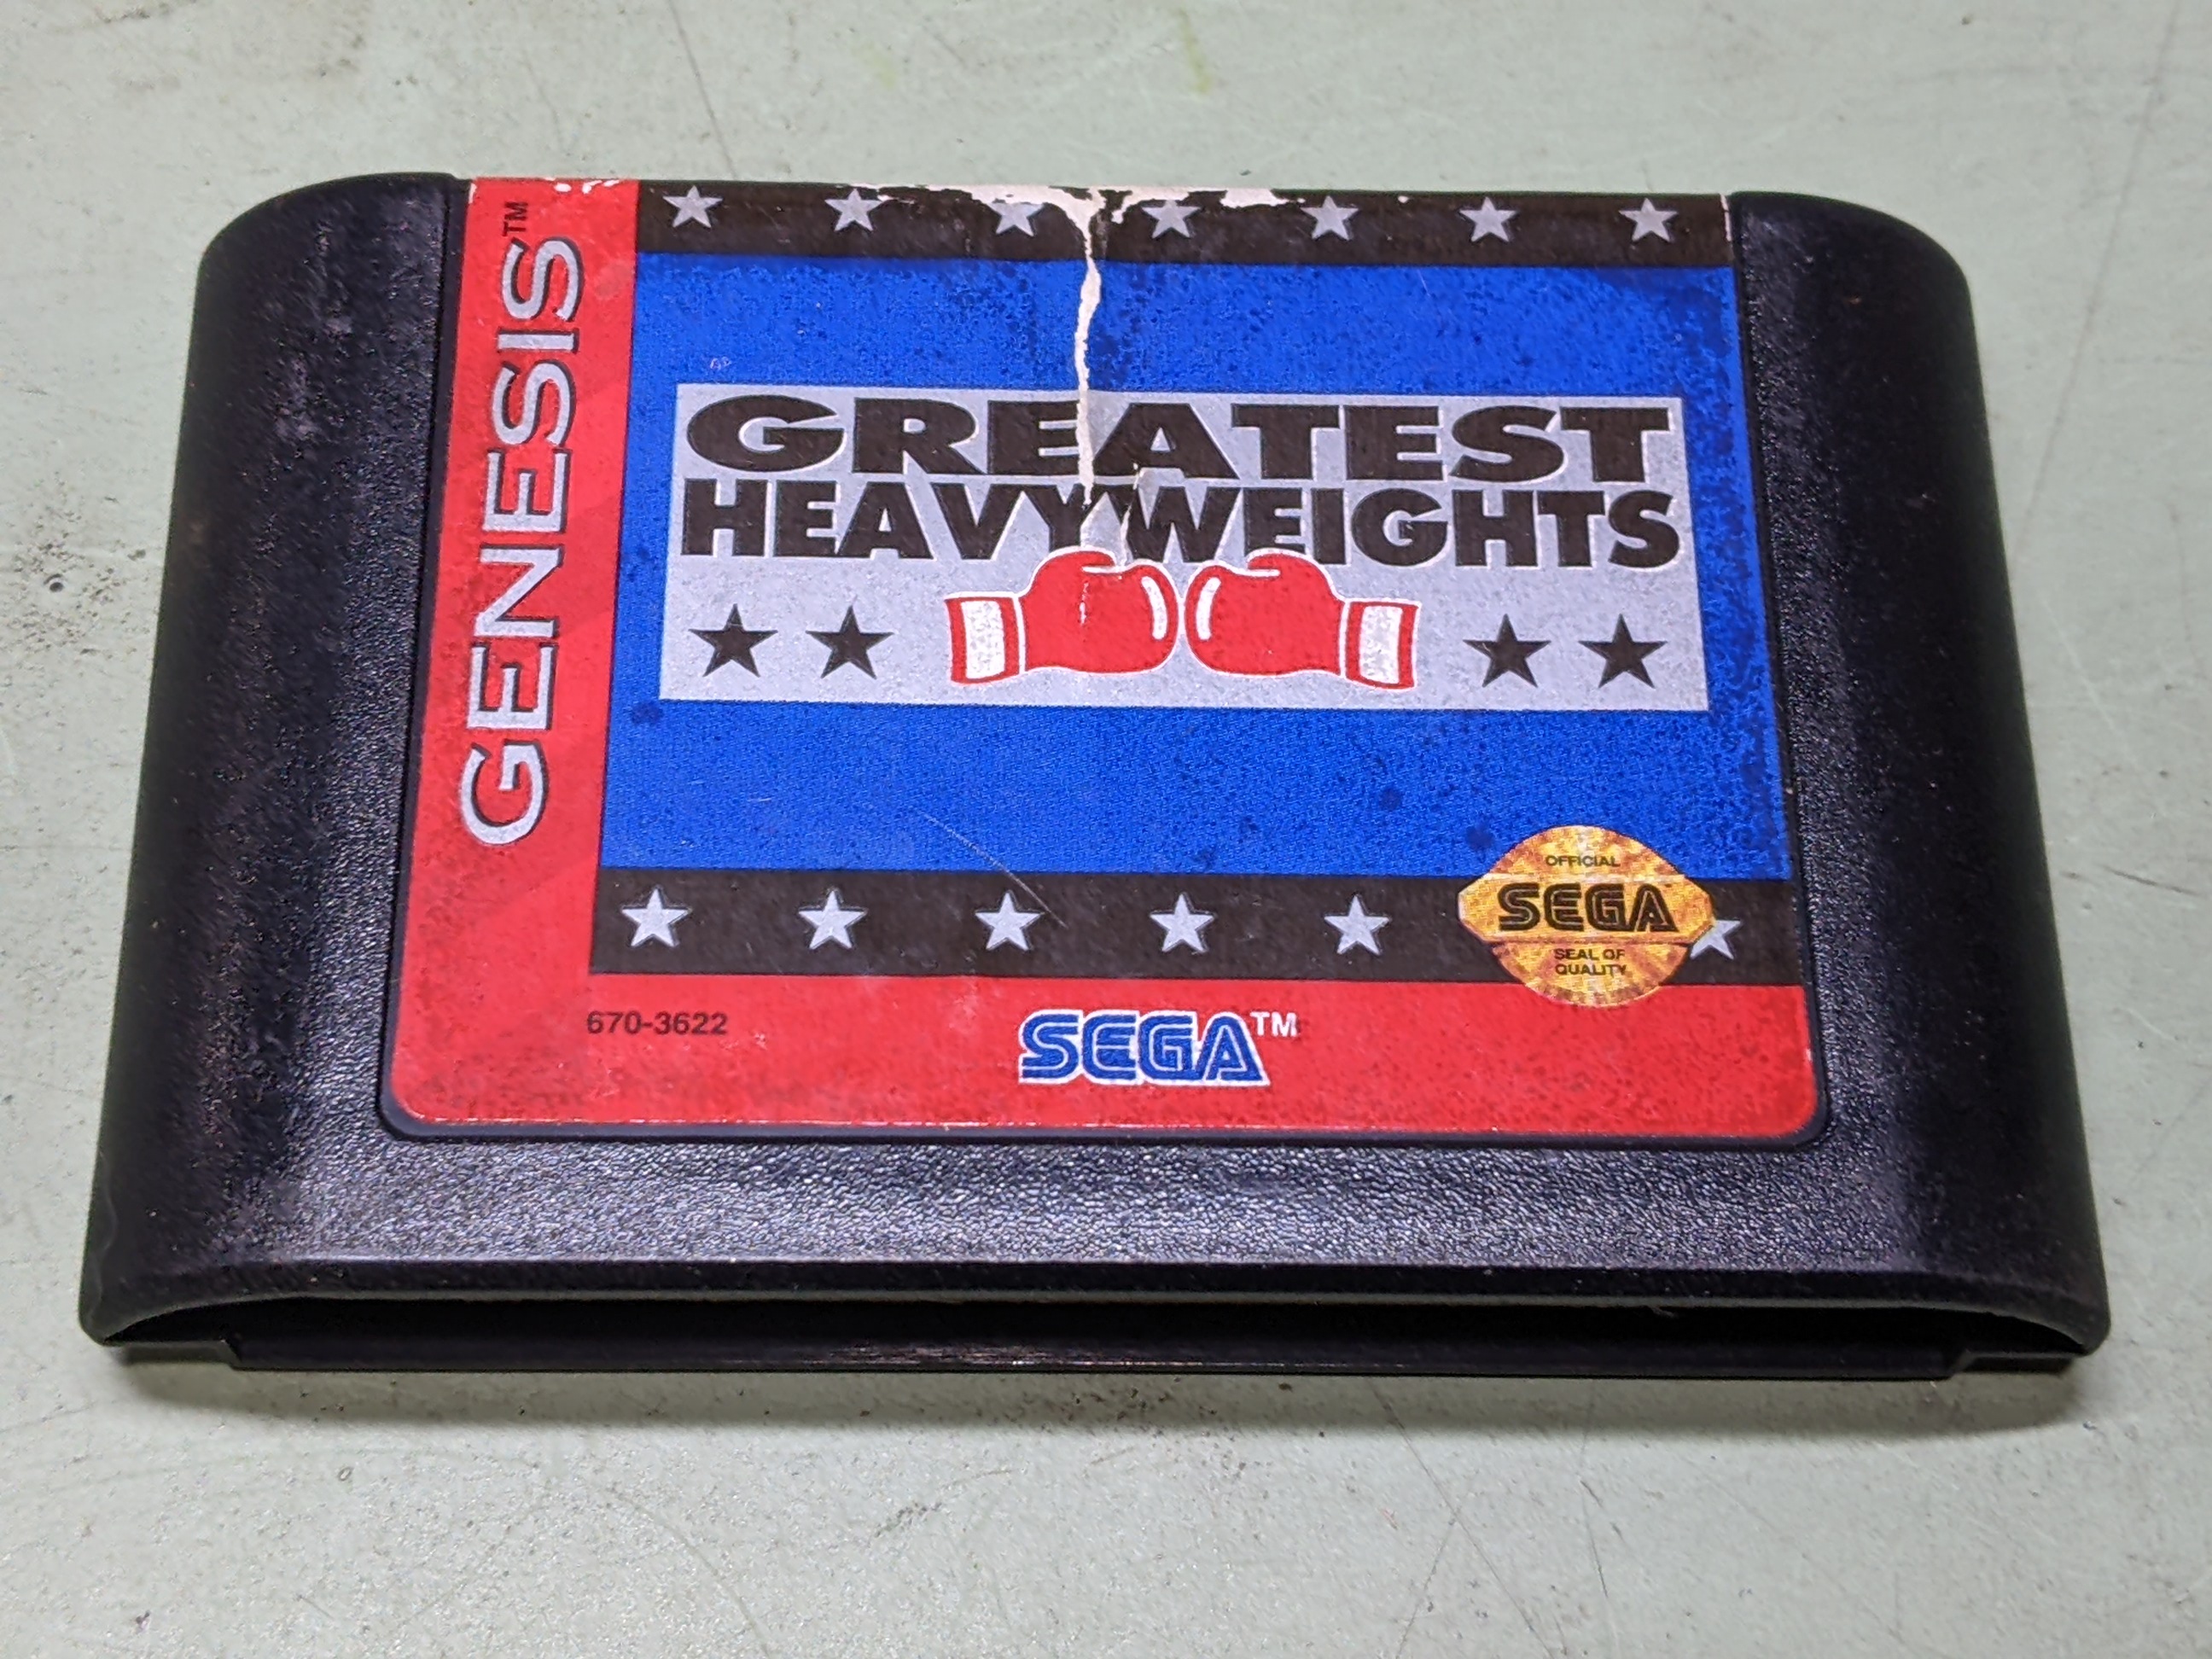 GENESIS™
GREATEST
HEAVYWEIGHTS
OFFICIAL
SEGA
SEAL OF
QUALITY
670-3622
SEGA™